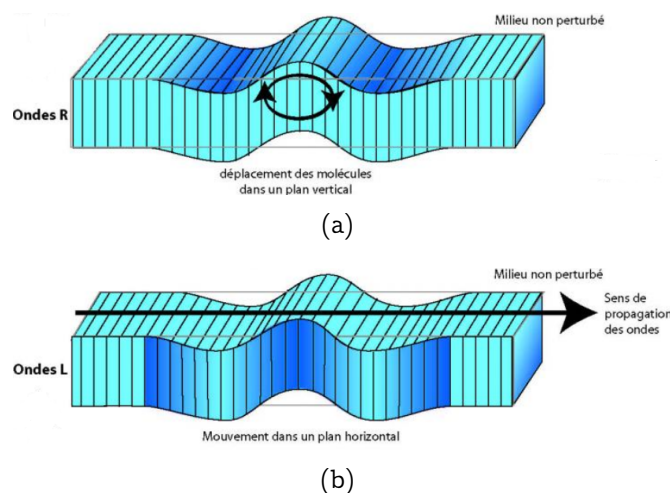 Milieu non perturbé
Ondes R
déplacement des molécules
dans un plan vertical
(a)
Milieu non perturbé
Sens de
propagation
des ondes
Ondes L
Mouvement dans un plan horizontal
(b)